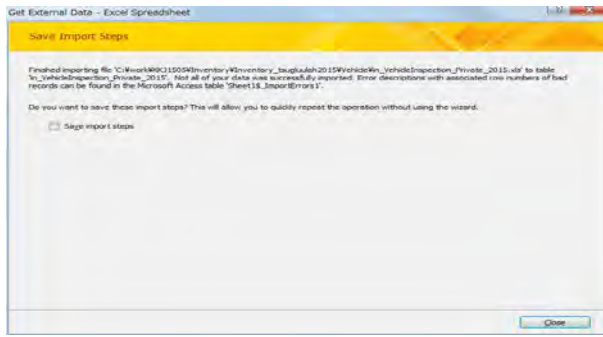 Get External Data - Excel Spreadsheet
Save Import Steps
Finished importing file 'C:¥work¥KCJ1505¥Inventory¥Inventory_tsugluuleh2015¥Vehicle¥in_VehicleInspection_Private_2015.xls' to table
'in_VehicleInspection_Private_2015'. Not all of your data was successfully imported. Error descriptions with associated row numbers of bad
records can be found in the Microsoft Access table 'Sheet1$_ImportErrors1'.
Do you want to save these import steps? This will allow you to quickly repeat the operation without using the wizard.
Save import steps
Close